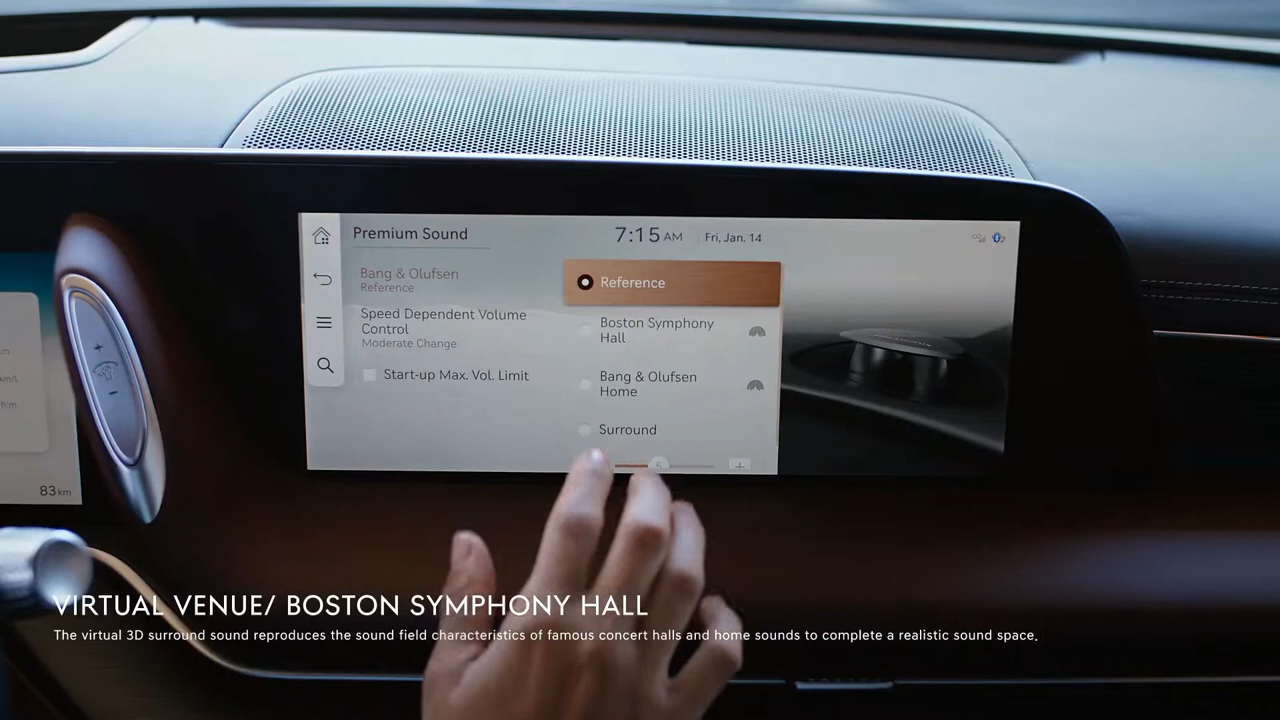 Premium Sound
7:15 AM
Fri, Jan. 14
Bang & Olufsen
Reference
Speed Dependent Volume
Control
Moderate Change
Start-up Max. Vol. Limit
Reference
Boston Symphony
Hall
Bang & Olufsen
Home
Surround
5
+
km
km/L
+
−
83 km
VIRTUAL VENUE/ BOSTON SYMPHONY HALL
The virtual 3D surround sound reproduces the sound field characteristics of famous concert halls and home sounds to complete a realistic sound space.